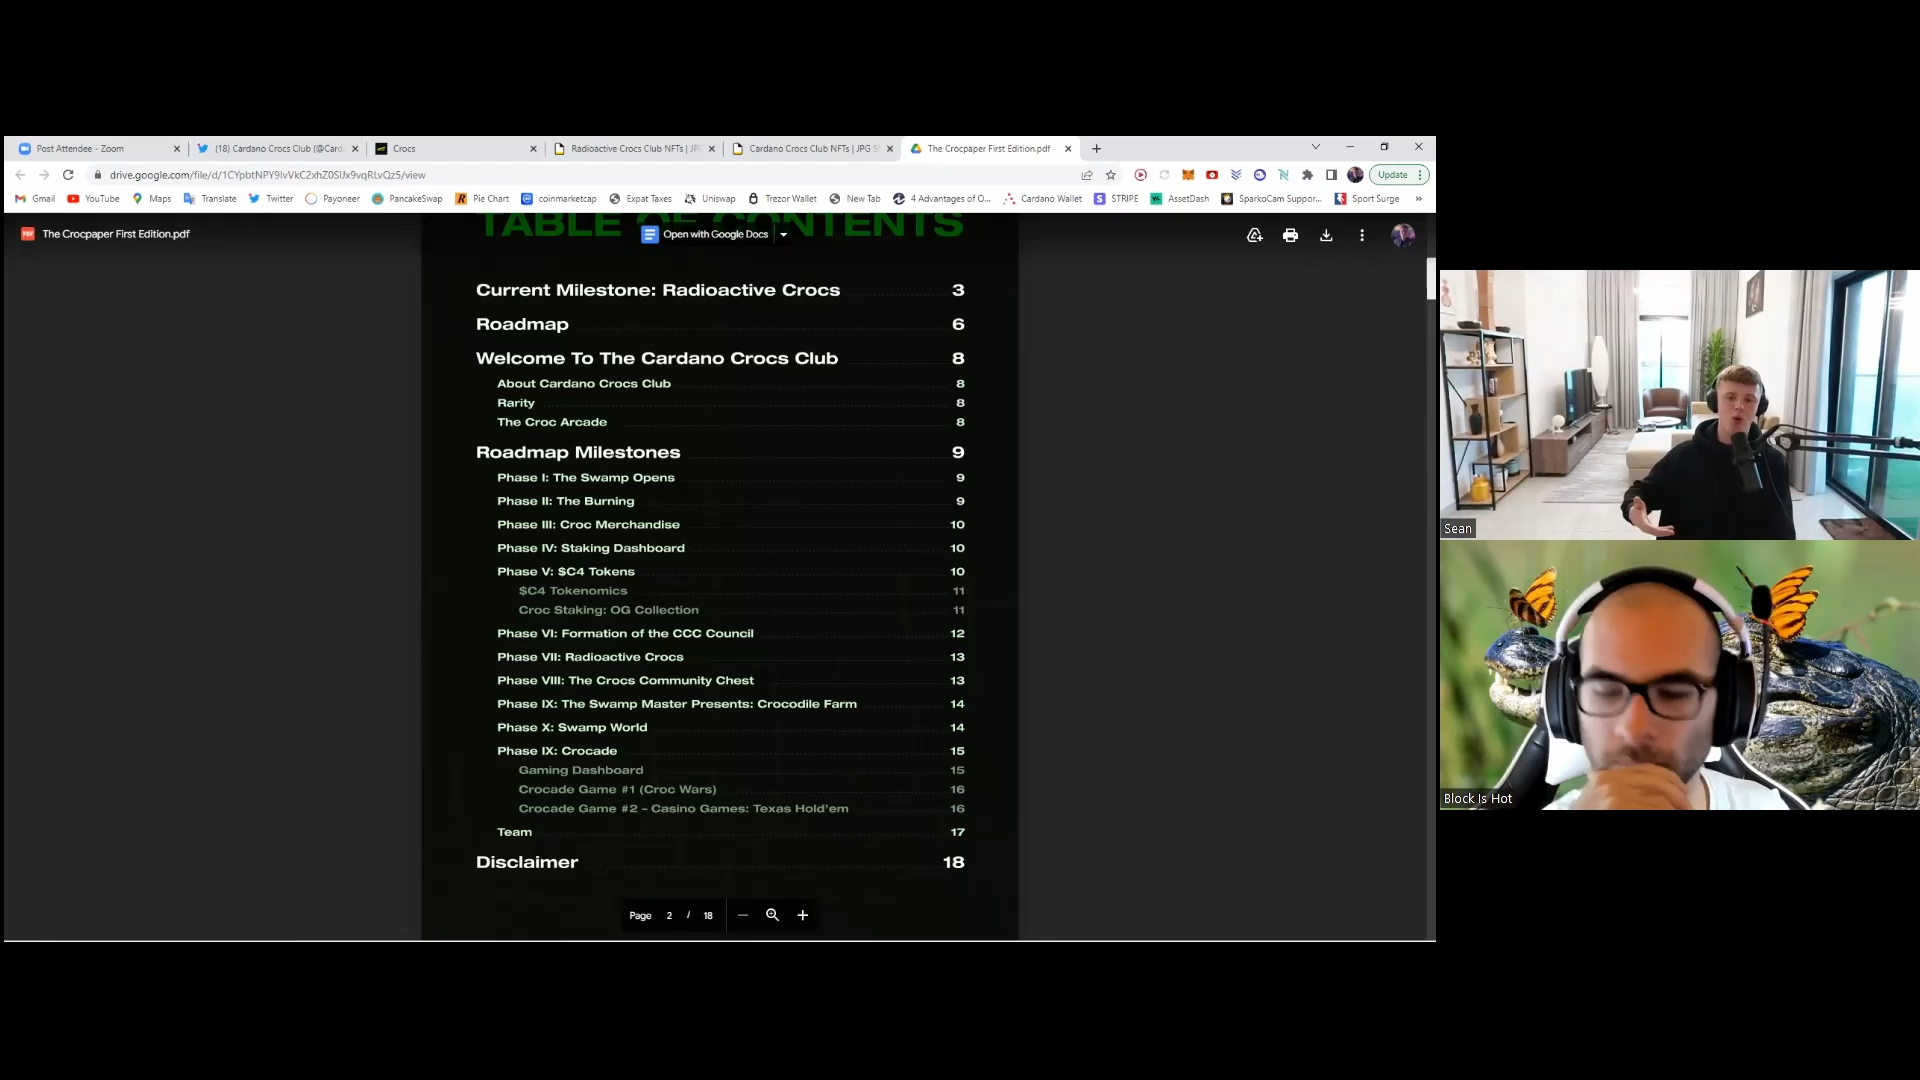 Post Attendee - Zoom
(18) Cardano Crocs Club (@Card
Crocs
Radioactive Crocs Club NFTs | JP
Cardano Crocs Club NFTs | JPG S
The Crocpaper First Edition.pdf
drive.google.com/file/d/1CYpbtNPY9IvVkC2xhZ0SlJx9vqRLvQz5/view
Update
Gmail
YouTube
Maps
Translate
Twitter
Payoneer
PancakeSwap
Pie Chart
coinmarketcap
Expat Taxes
Uniswap
Trezor Wallet
New Tab
4 Advantages of O...
Cardano Wallet
STRIPE
AssetDash
SparkoCam Suppor...
Sport Surge
»
TABLE OF CONTENTS
PDF
The Crocpaper First Edition.pdf
Open with Google Docs
Current Milestone: Radioactive Crocs 3
Roadmap 6
Welcome To The Cardano Crocs Club 8
About Cardano Crocs Club 8
Rarity 8
The Croc Arcade 8
Roadmap Milestones 9
Phase I: The Swamp Opens 9
Phase II: The Burning 9
Phase III: Croc Merchandise 10
Phase IV: Staking Dashboard 10
Phase V: $C4 Tokens 10
$C4 Tokenomics 11
Croc Staking: OG Collection 11
Phase VI: Formation of the CCC Council 12
Phase VII: Radioactive Crocs 13
Phase VIII: The Crocs Community Chest 13
Phase IX: The Swamp Master Presents: Crocodile Farm 14
Phase X: Swamp World 14
Phase IX: Crocade 15
Gaming Dashboard 15
Crocade Game #1 (Croc Wars) 16
Crocade Game #2 – Casino Games: Texas Hold'em 16
Team 17
Disclaimer 18
Page 2 / 18
Sean
Block Is Hot